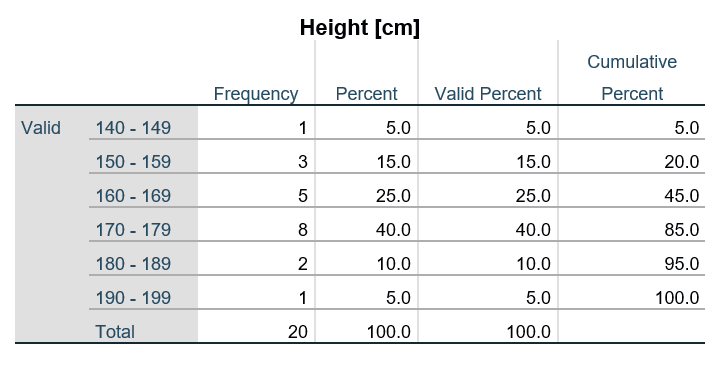 Height [cm]
Cumulative
Frequency Percent Valid Percent Percent
Valid 140 - 149 1 5.0 5.0 5.0
150 - 159 3 15.0 15.0 20.0
160 - 169 5 25.0 25.0 45.0
170 - 179 8 40.0 40.0 85.0
180 - 189 2 10.0 10.0 95.0
190 - 199 1 5.0 5.0 100.0
Total 20 100.0 100.0